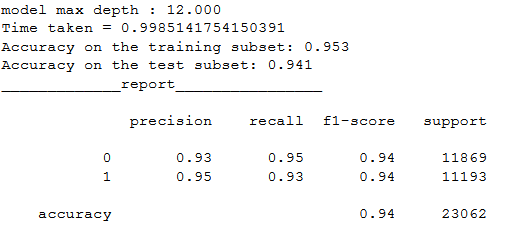 model max depth : 12.000
Time taken = 0.9985141754150391
Accuracy on the training subset: 0.953
Accuracy on the test subset: 0.941
_____________report________________
precision recall f1-score support
0 0.93 0.95 0.94 11869
1 0.95 0.93 0.94 11193
accuracy 0.94 23062